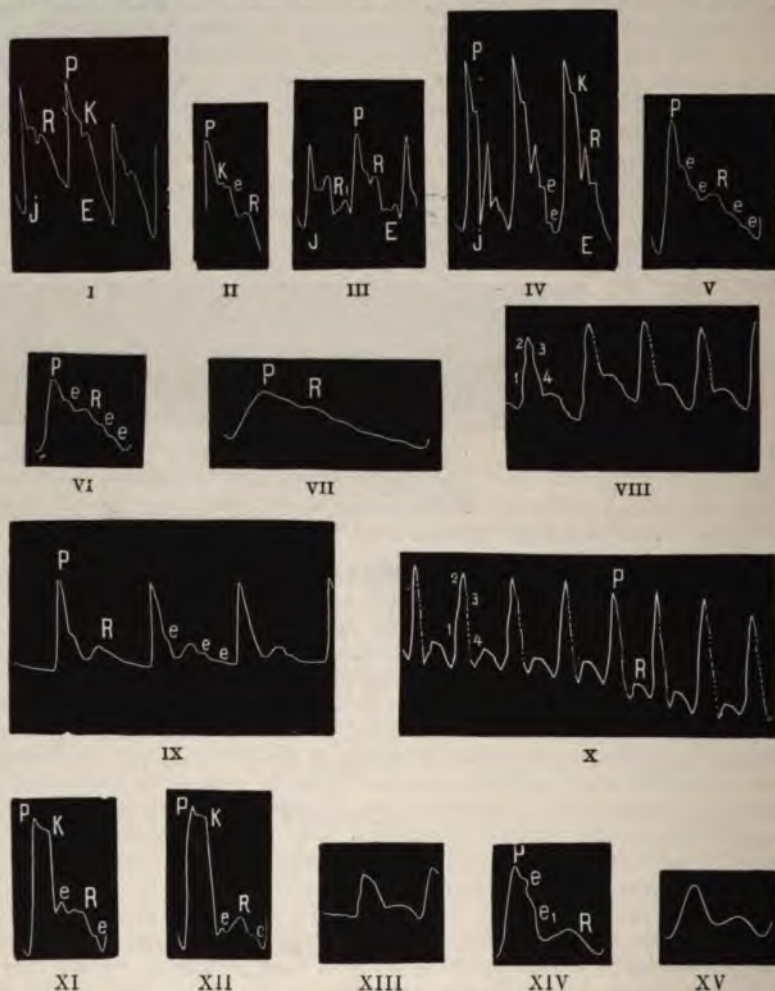 P K R j E
I
P K e R
II
P R R1 J E
III
P K R e e j E
IV
P e e R e e
V
P e R e e
VI
P R
VII
2 3 1 4
VIII
P R e e e
IX
2 3 1 4 P R
X
P K e R e
XI
P K e R c
XII
XIII
P e e1 R
XIV
XV